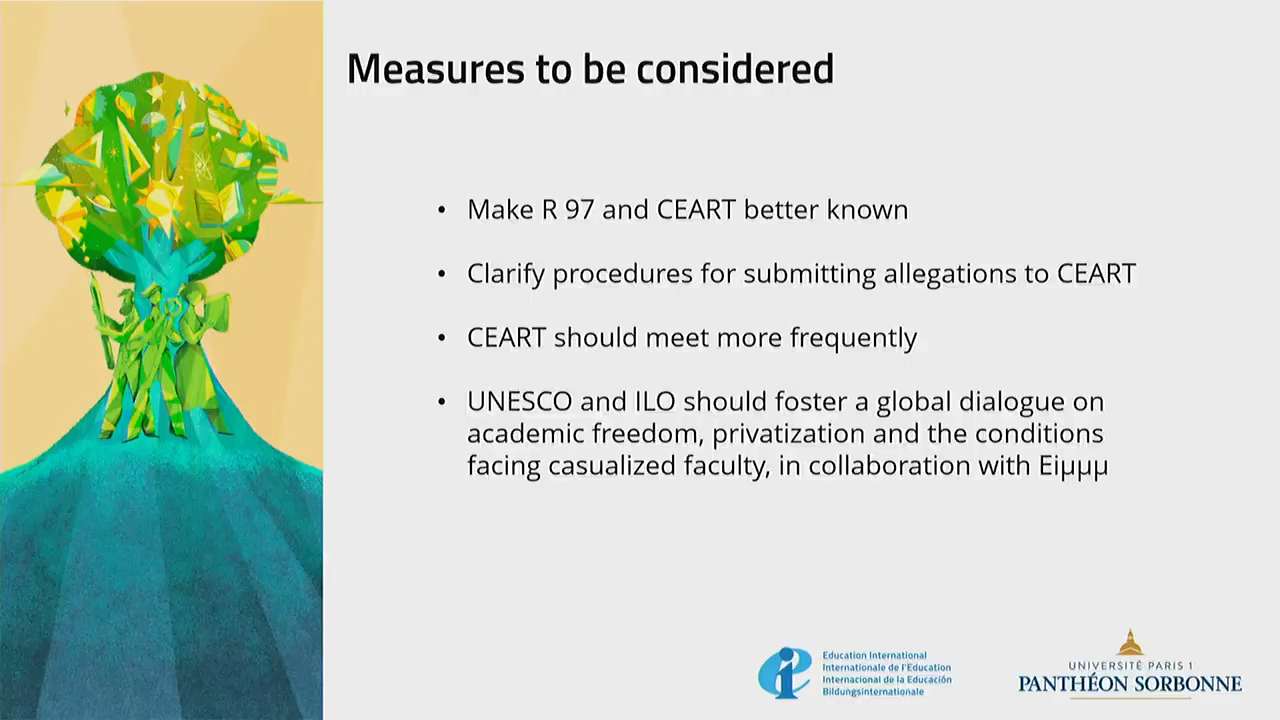 Measures to be considered
• Make R 97 and CEART better known
• Clarify procedures for submitting allegations to CEART
• CEART should meet more frequently
• UNESCO and ILO should foster a global dialogue on
academic freedom, privatization and the conditions
facing casualized faculty, in collaboration with Eiμμμ
Education International
Internationale de l'Education
Internacional de la Educación
Bildungsinternationale
UNIVERSITÉ PARIS 1
PANTHÉON SORBONNE